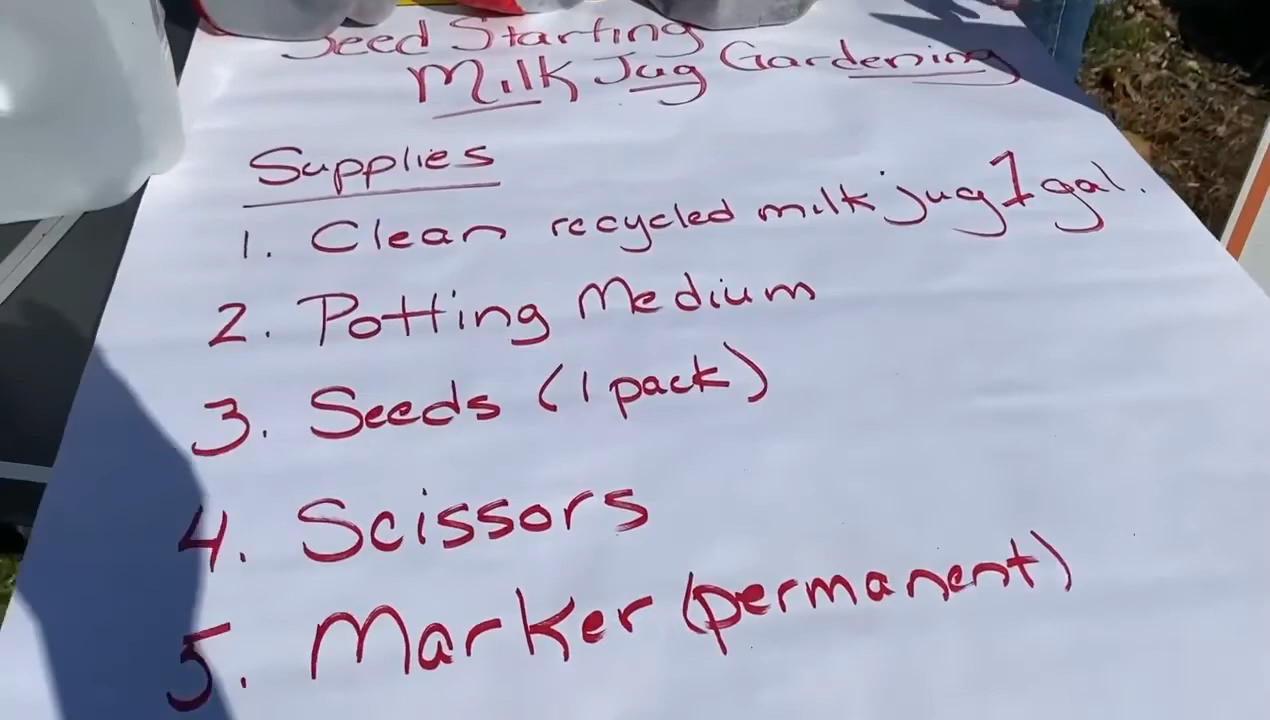 Seed Starting
Milk Jug Gardening
Supplies
1. Clean recycled milk jug 1 gal.
2. Potting Medium
3. Seeds (1 pack)
4. Scissors
5. Marker (permanent)